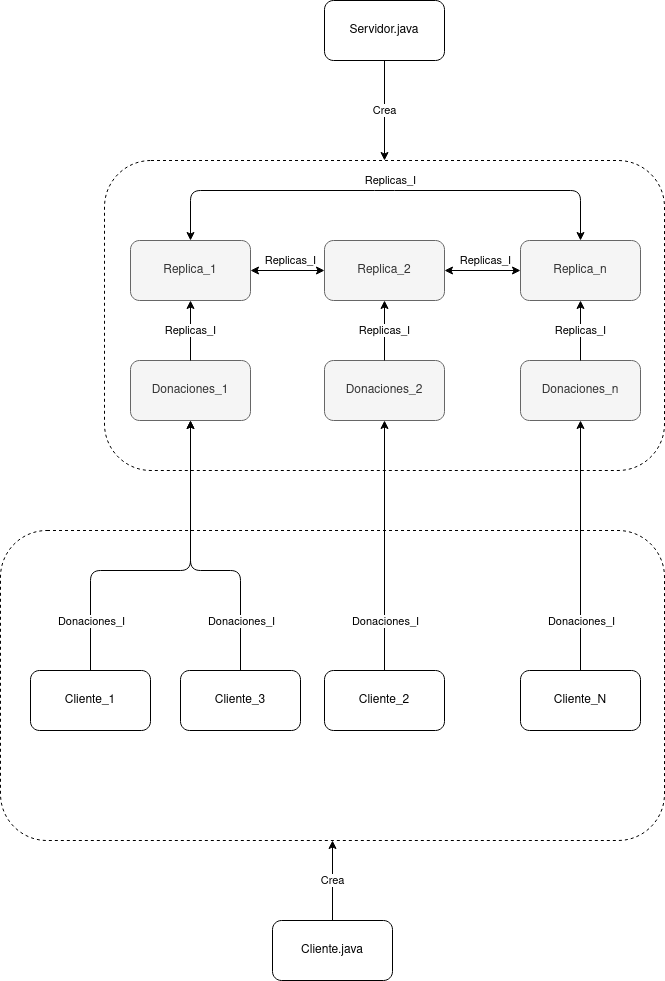 Servidor.java
Crea
Replicas_I
Replica_1
Replicas_I
Replica_2
Replicas_I
Replica_n
Replicas_I
Replicas_I
Replicas_I
Donaciones_1
Donaciones_2
Donaciones_n
Donaciones_I
Donaciones_I
Donaciones_I
Donaciones_I
Cliente_1
Cliente_3
Cliente_2
Cliente_N
Crea
Cliente.java